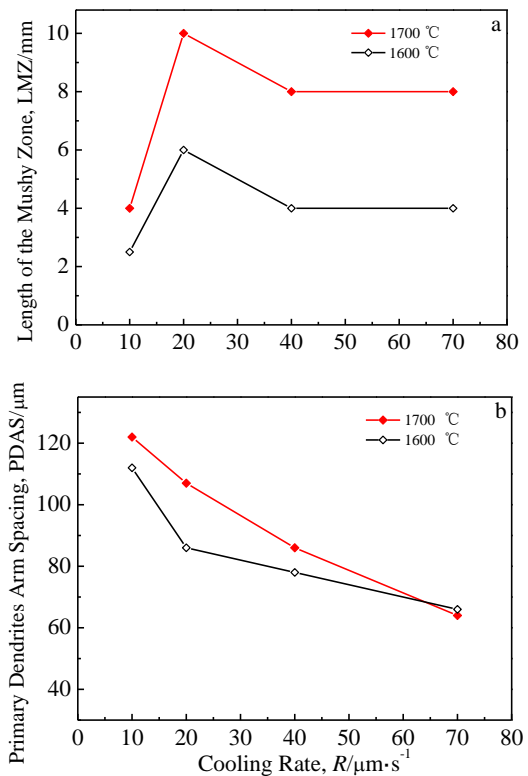 a
1700 ℃
1600 ℃
Length of the Mushy Zone, LMZ/mm
10
8
6
4
2
0
0 10 20 30 40 50 60 70 80
b
1700 ℃
1600 ℃
Primary Dendrites Arm Spacing, PDAS/μm
120
100
80
60
40
0 10 20 30 40 50 60 70 80
Cooling Rate, R/μm·s⁻¹